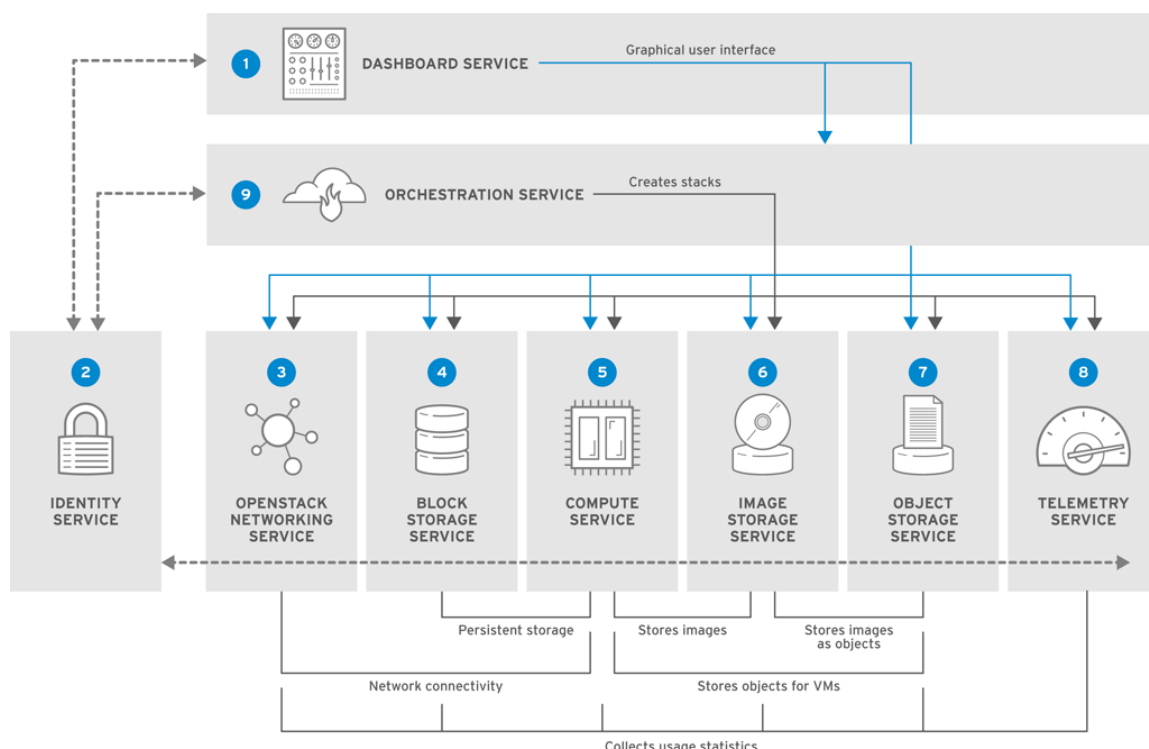 1
DASHBOARD SERVICE
Graphical user interface
9
ORCHESTRATION SERVICE
Creates stacks
2
IDENTITY
SERVICE
3
OPENSTACK
NETWORKING
SERVICE
4
BLOCK
STORAGE
SERVICE
5
COMPUTE
SERVICE
6
IMAGE
STORAGE
SERVICE
7
OBJECT
STORAGE
SERVICE
8
TELEMETRY
SERVICE
Persistent storage
Stores images
Stores images
as objects
Network connectivity
Stores objects for VMs
Collects usage statistics